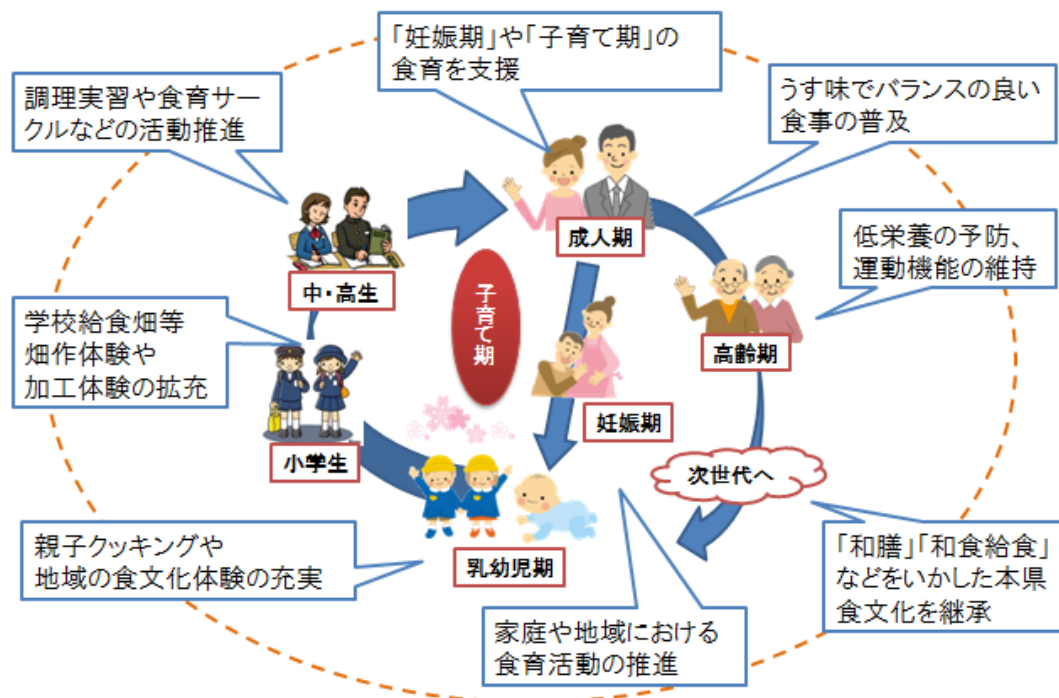 「妊娠期」や「子育て期」の
食育を支援
調理実習や食育サー
クルなどの活動推進
うす味でバランスの良い
食事の普及
成人期
低栄養の予防、
運動機能の維持
中・高生
子育て期
学校給食畑等
畑作体験や
加工体験の拡充
高齢期
妊娠期
小学生
次世代へ
親子クッキングや
地域の食文化体験の充実
乳幼児期
「和膳」「和食給食」
などをいかした本県
食文化を継承
家庭や地域における
食育活動の推進